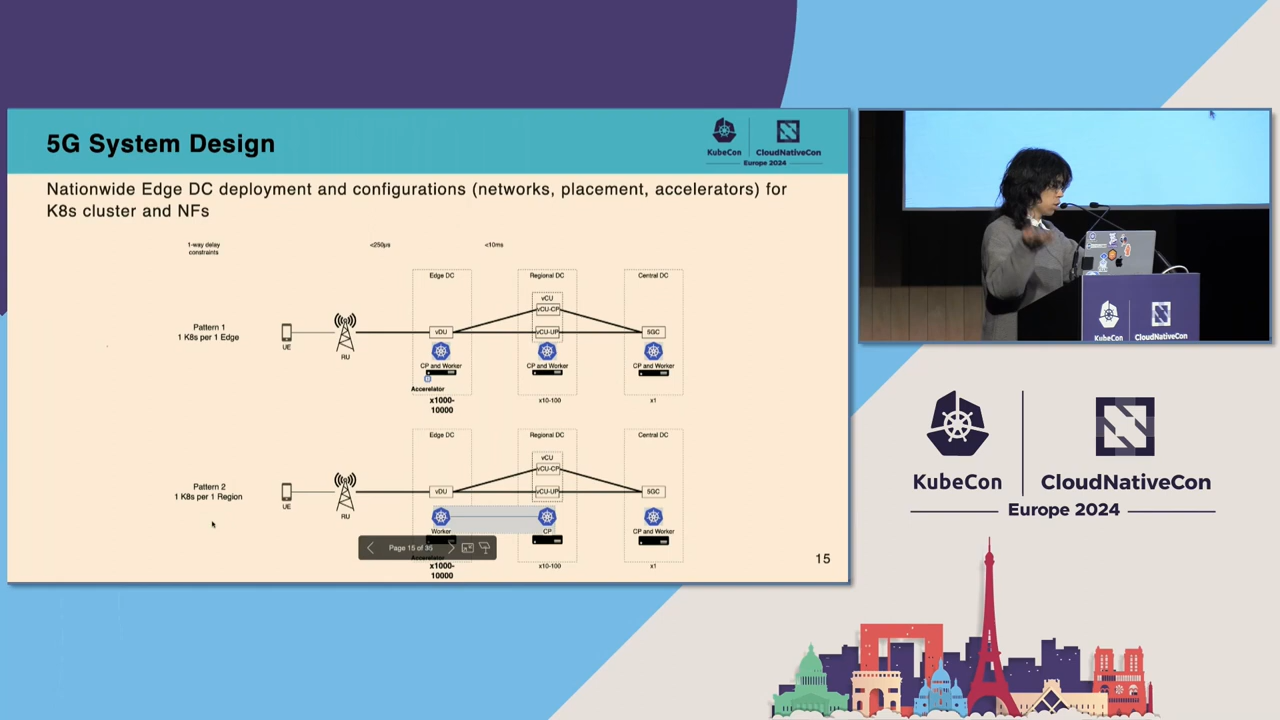 5G System Design
KubeCon
CloudNativeCon
Europe 2024
Nationwide Edge DC deployment and configurations (networks, placement, accelerators) for
K8s cluster and NFs
1-way delay
constraints
<250μs
<10ms
Edge DC
Regional DC
Central DC
Pattern 1
1 K8s per 1 Edge
UE
RU
vDU
vCU
vCU-CP
vCU-UP
5GC
CP and Worker
CP and Worker
CP and Worker
Accerelator
x1000-
10000
x10-100
x1
Edge DC
Regional DC
Central DC
Pattern 2
1 K8s per 1 Region
UE
RU
vDU
vCU
vCU-CP
vCU-UP
5GC
Worker
CP
CP and Worker
Page 15 of 35
Accerelator
x1000-
10000
x10-100
x1
15
KubeCon
CloudNativeCon
KubeCon
CloudNativeCon
Europe 2024